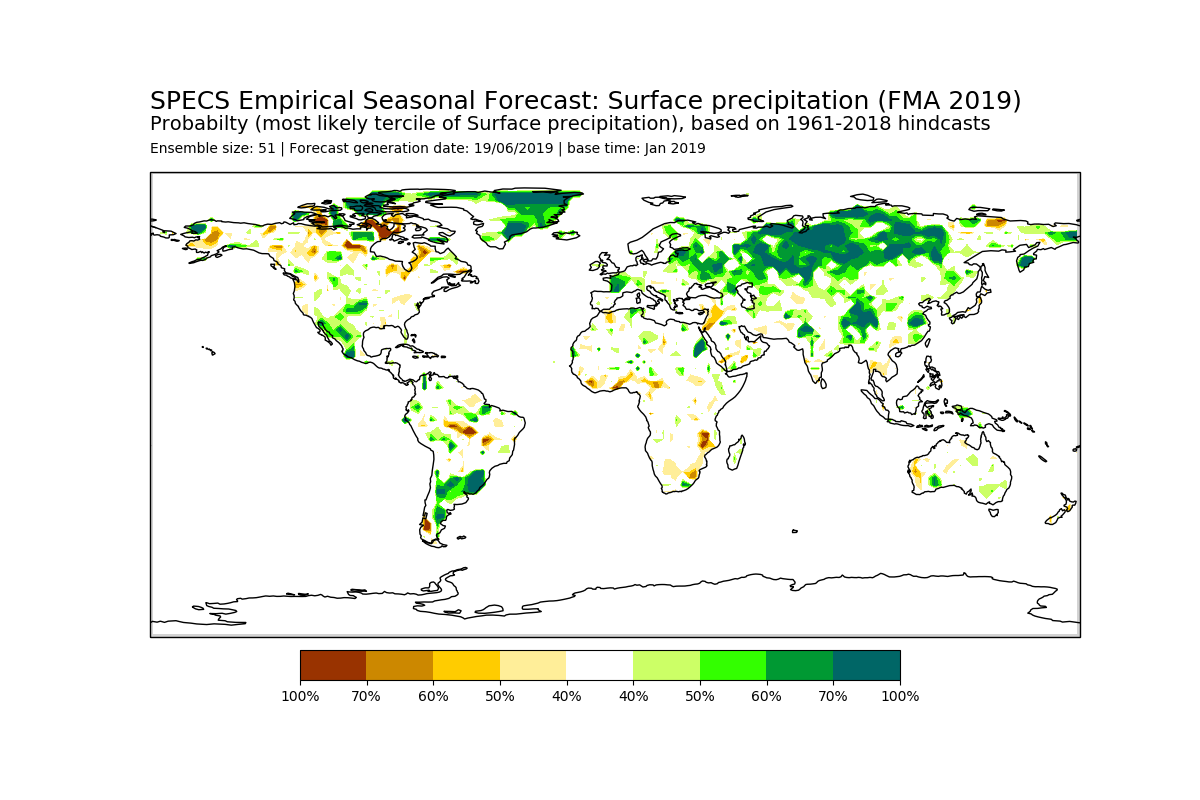 SPECS Empirical Seasonal Forecast: Surface precipitation (FMA 2019)
Probabilty (most likely tercile of Surface precipitation), based on 1961-2018 hindcasts
Ensemble size: 51 | Forecast generation date: 19/06/2019 | base time: Jan 2019
100% 70% 60% 50% 40% 40% 50% 60% 70% 100%